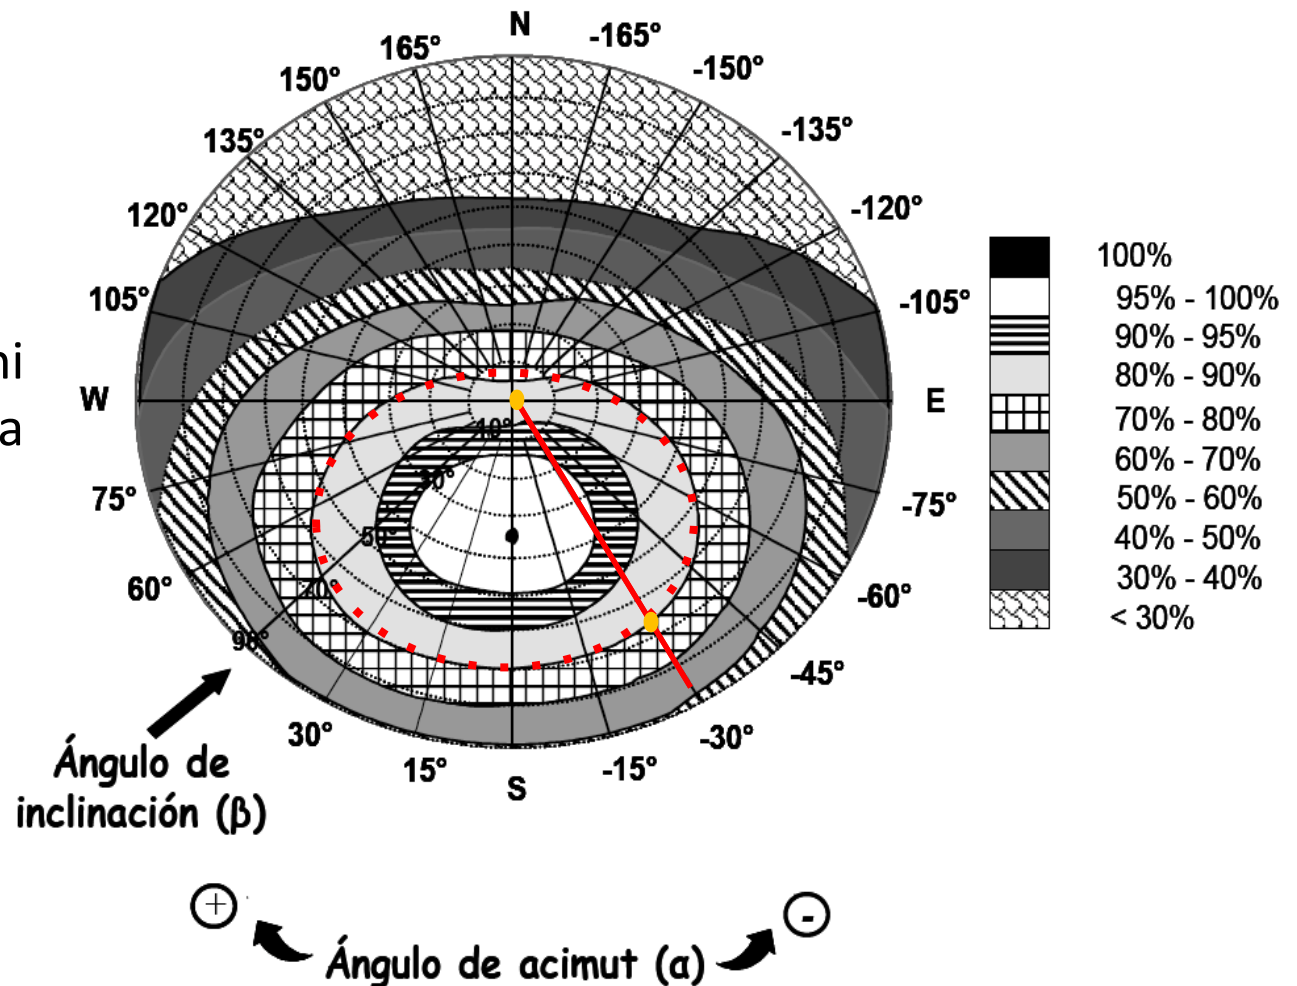 N
165°
-165°
150°
-150°
135°
-135°
120°
-120°
105°
-105°
W
E
75°
-75°
60°
-60°
-45°
30°
-30°
15°
-15°
S
10°
30°
50°
70°
90°
ni
a
100%
95% - 100%
90% - 95%
80% - 90%
70% - 80%
60% - 70%
50% - 60%
40% - 50%
30% - 40%
< 30%
Ángulo de
inclinación (β)
+
-
Ángulo de acimut (α)